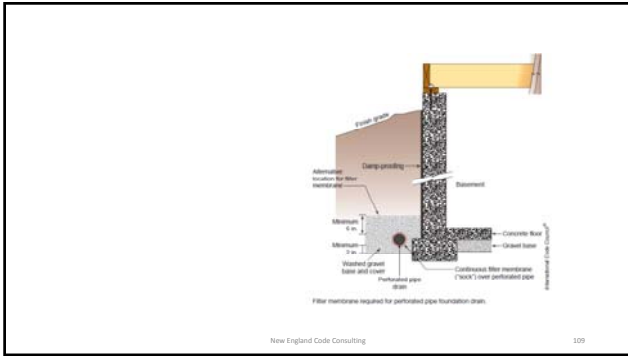 Finish grade
Damp-proofing
Alternative
location for filter
membrane
Basement
Minimum
6 in.
Minimum
2 in.
Concrete floor
Gravel base
Washed gravel
base and cover
Perforated pipe
drain
Continuous filter membrane
("sock") over perforated pipe
International Code Council®
Filter membrane required for perforated pipe foundation drain.
New England Code Consulting
109